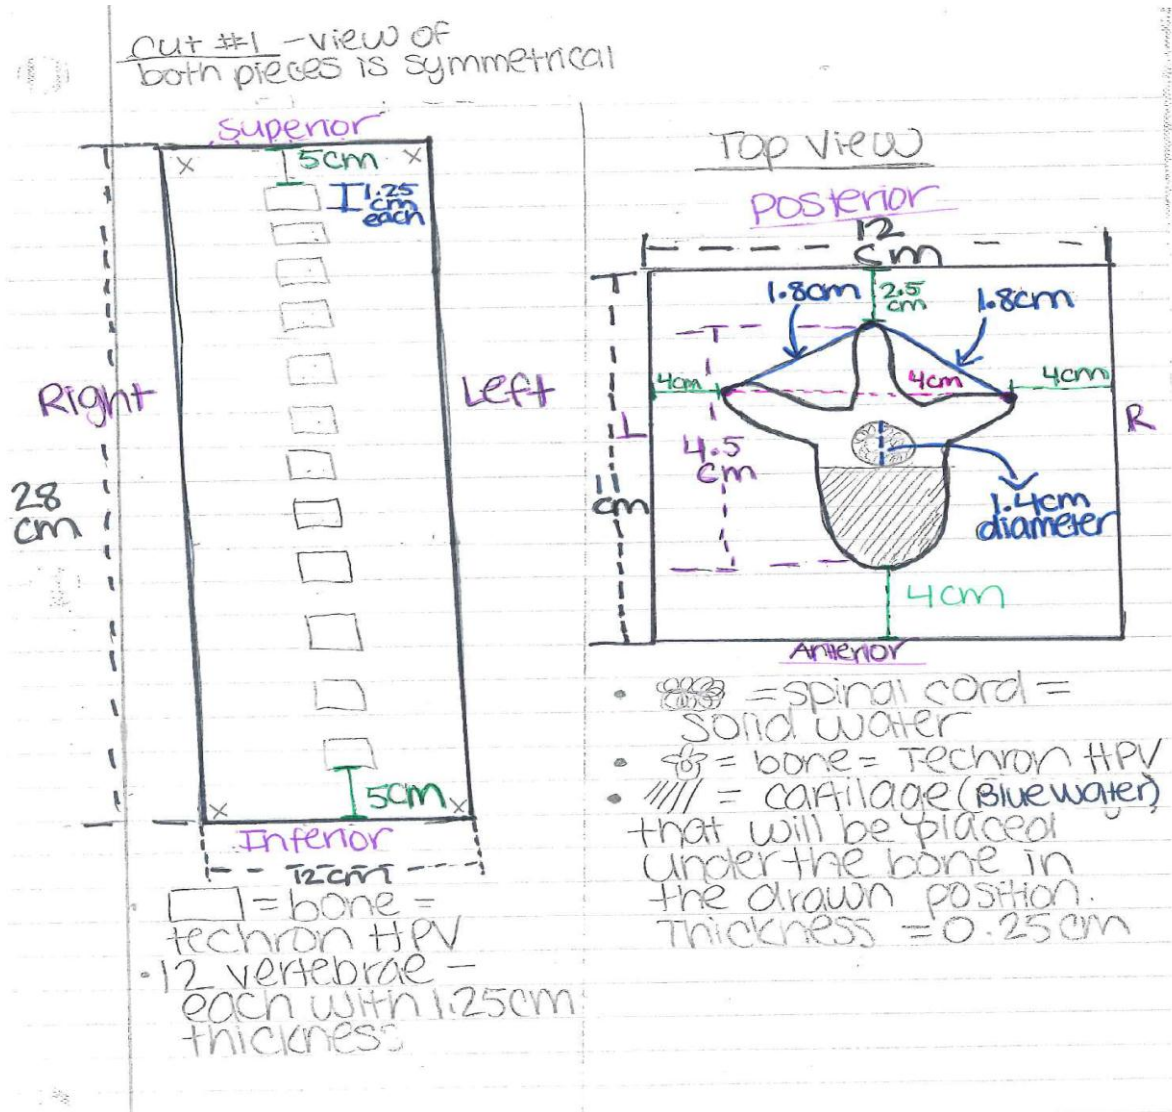 cut #1 - view of
both pieces is symmetrical
Superior
x
5cm
x
1.25
cm
each
Right
Left
28
cm
5cm
x
x
Inferior
12cm
= bone =
techron HPV
• 12 vertebrae -
each with 1.25cm
thickness
Top View
Posterior
12
cm
1.8cm
2.5
cm
1.8cm
4cm
4cm
4cm
L
R
4.5
cm
11
cm
1.4cm
diameter
4cm
Anterior
• = spinal cord =
solid water
• = bone = Techron HPV
• //// = cartilage (Bluewater)
that will be placed
under the bone in
the drawn position.
Thickness = 0.25cm